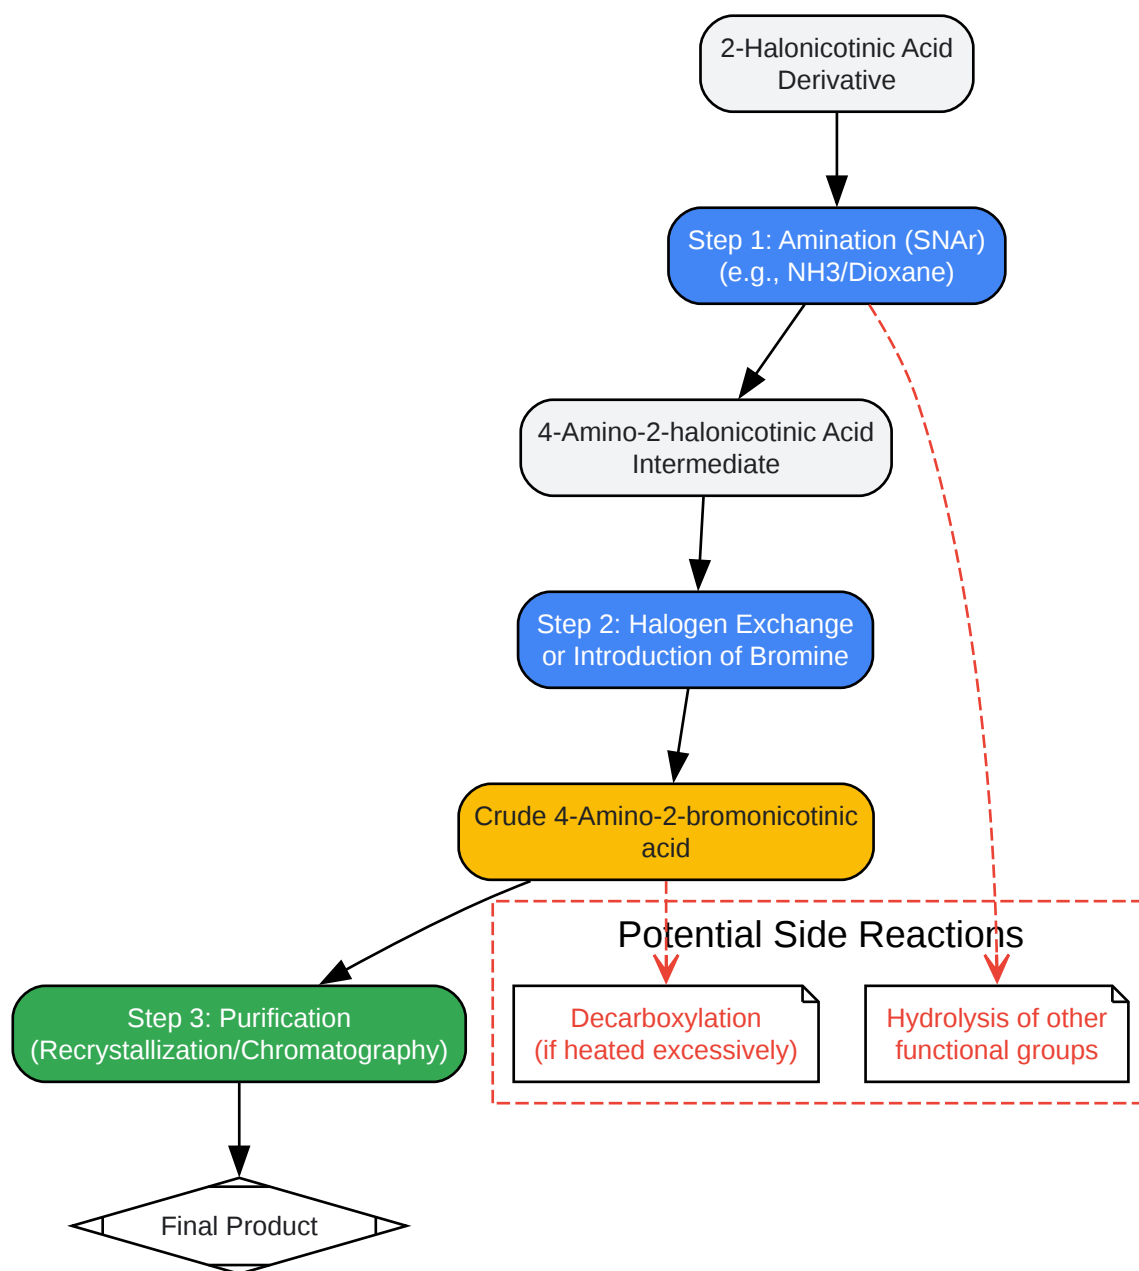 2-Halonicotinic Acid
Derivative
Step 1: Amination (SNAr)
(e.g., NH3/Dioxane)
4-Amino-2-halonicotinic Acid
Intermediate
Step 2: Halogen Exchange
or Introduction of Bromine
Crude 4-Amino-2-bromonicotinic
acid
Potential Side Reactions
Step 3: Purification
(Recrystallization/Chromatography)
Decarboxylation
(if heated excessively)
Hydrolysis of other
functional groups
Final Product